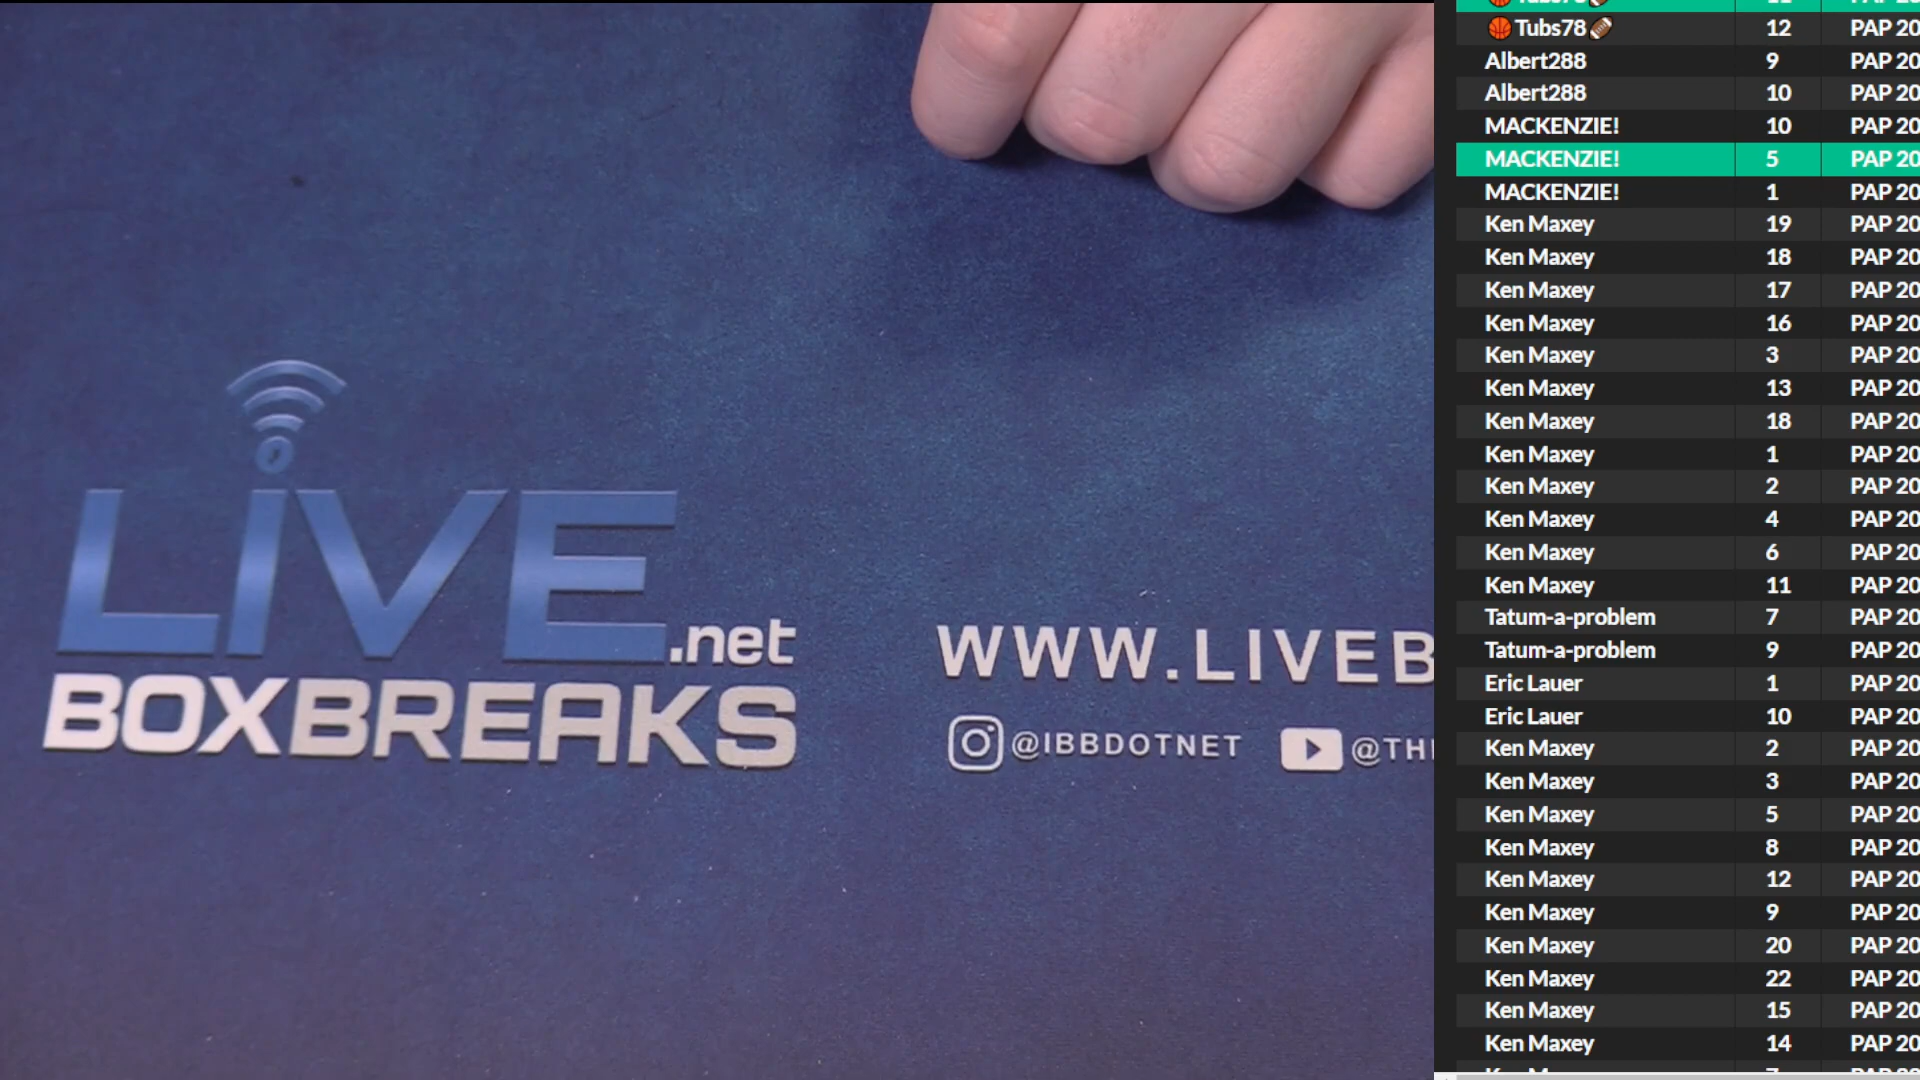 LIVE.net
BOXBREAKS
WWW.LIVEB
@IBBDOTNET
@TH
Tubs78 12 PAP 20
Albert288 9 PAP 20
Albert288 10 PAP 20
MACKENZIE! 10 PAP 20
MACKENZIE! 5 PAP 20
MACKENZIE! 1 PAP 20
Ken Maxey 19 PAP 20
Ken Maxey 18 PAP 20
Ken Maxey 17 PAP 20
Ken Maxey 16 PAP 20
Ken Maxey 3 PAP 20
Ken Maxey 13 PAP 20
Ken Maxey 18 PAP 20
Ken Maxey 1 PAP 20
Ken Maxey 2 PAP 20
Ken Maxey 4 PAP 20
Ken Maxey 6 PAP 20
Ken Maxey 11 PAP 20
Tatum-a-problem 7 PAP 20
Tatum-a-problem 9 PAP 20
Eric Lauer 1 PAP 20
Eric Lauer 10 PAP 20
Ken Maxey 2 PAP 20
Ken Maxey 3 PAP 20
Ken Maxey 5 PAP 20
Ken Maxey 8 PAP 20
Ken Maxey 12 PAP 20
Ken Maxey 9 PAP 20
Ken Maxey 20 PAP 20
Ken Maxey 22 PAP 20
Ken Maxey 15 PAP 20
Ken Maxey 14 PAP 20